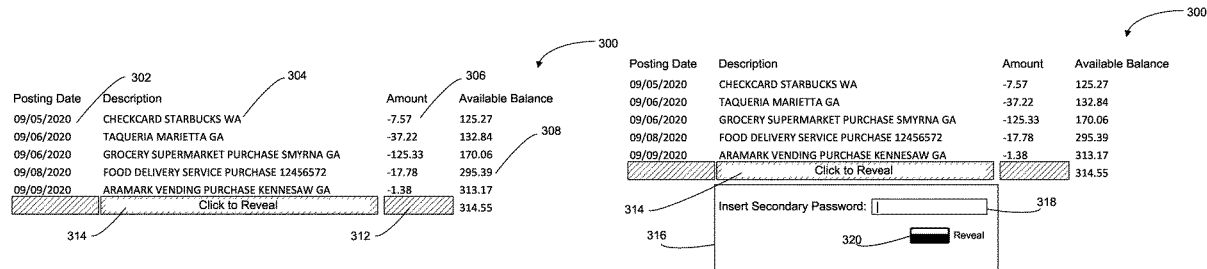 300
302
304
306
Posting Date Description Amount Available Balance
09/05/2020 CHECKCARD STARBUCKS WA -7.57 125.27
308
09/06/2020 TAQUERIA MARIETTA GA -37.22 132.84
09/06/2020 GROCERY SUPERMARKET PURCHASE SMYRNA GA -125.33 170.06
09/08/2020 FOOD DELIVERY SERVICE PURCHASE 12456572 -17.78 295.39
09/09/2020 ARAMARK VENDING PURCHASE KENNESAW GA -1.38 313.17
Click to Reveal 314.55
314
312
300
Posting Date Description Amount Available Balance
09/05/2020 CHECKCARD STARBUCKS WA -7.57 125.27
09/06/2020 TAQUERIA MARIETTA GA -37.22 132.84
09/06/2020 GROCERY SUPERMARKET PURCHASE SMYRNA GA -125.33 170.06
09/08/2020 FOOD DELIVERY SERVICE PURCHASE 12456572 -17.78 295.39
09/09/2020 ARAMARK VENDING PURCHASE KENNESAW GA -1.38 313.17
Click to Reveal 314.55
314
Insert Secondary Password: 318
316
320 Reveal